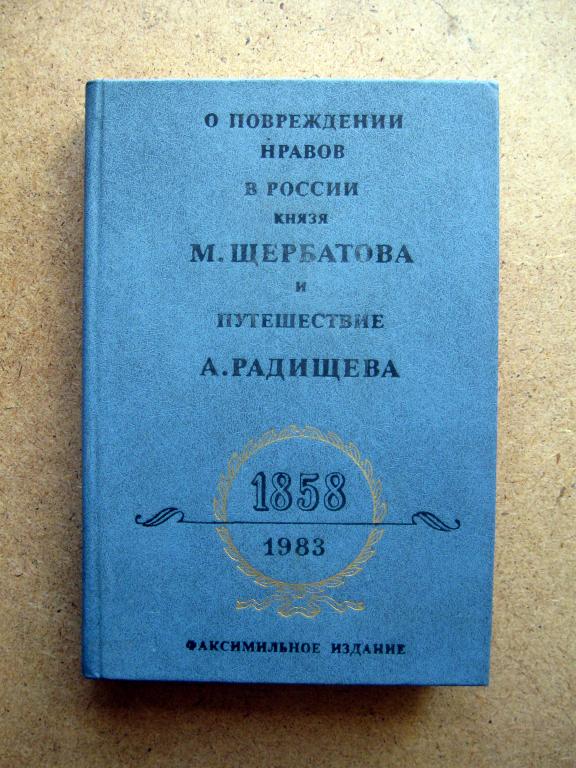 О ПОВРЕЖДЕНИИ
НРАВОВ
В РОССИИ
КНЯЗЯ
М. ЩЕРБАТОВА
И
ПУТЕШЕСТВИЕ
А. РАДИЩЕВА
1858
1983
ФАКСИМИЛЬНОЕ ИЗДАНИЕ